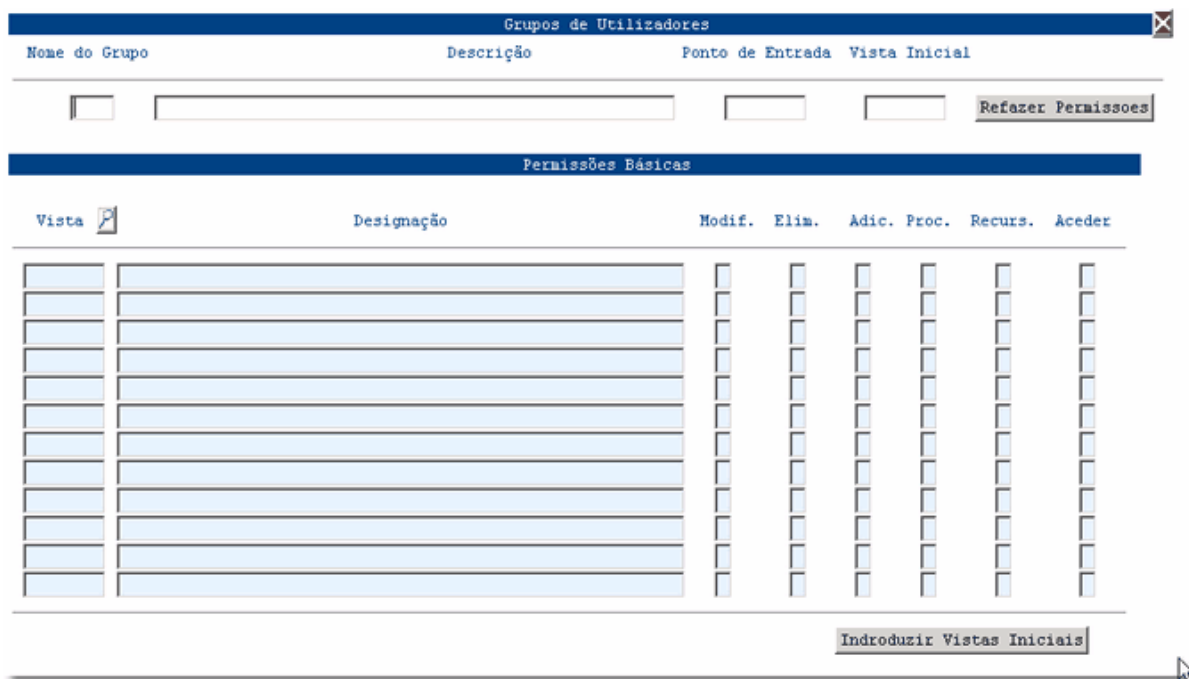 Grupos de Utilizadores
Nome do Grupo Descrição Ponto de Entrada Vista Inicial
Refazer Permissoes
Permissões Básicas
Vista Designação Modif. Elim. Adic. Proc. Recurs. Aceder
Indroduzir Vistas Iniciais